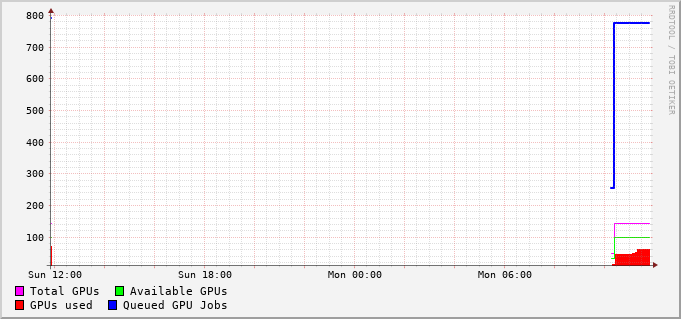 800
700
600
500
400
300
200
100
Sun 12:00 Sun 18:00 Mon 00:00 Mon 06:00
Total GPUs Available GPUs
GPUs used Queued GPU Jobs
RRDTOOL / TOBI OETIKER